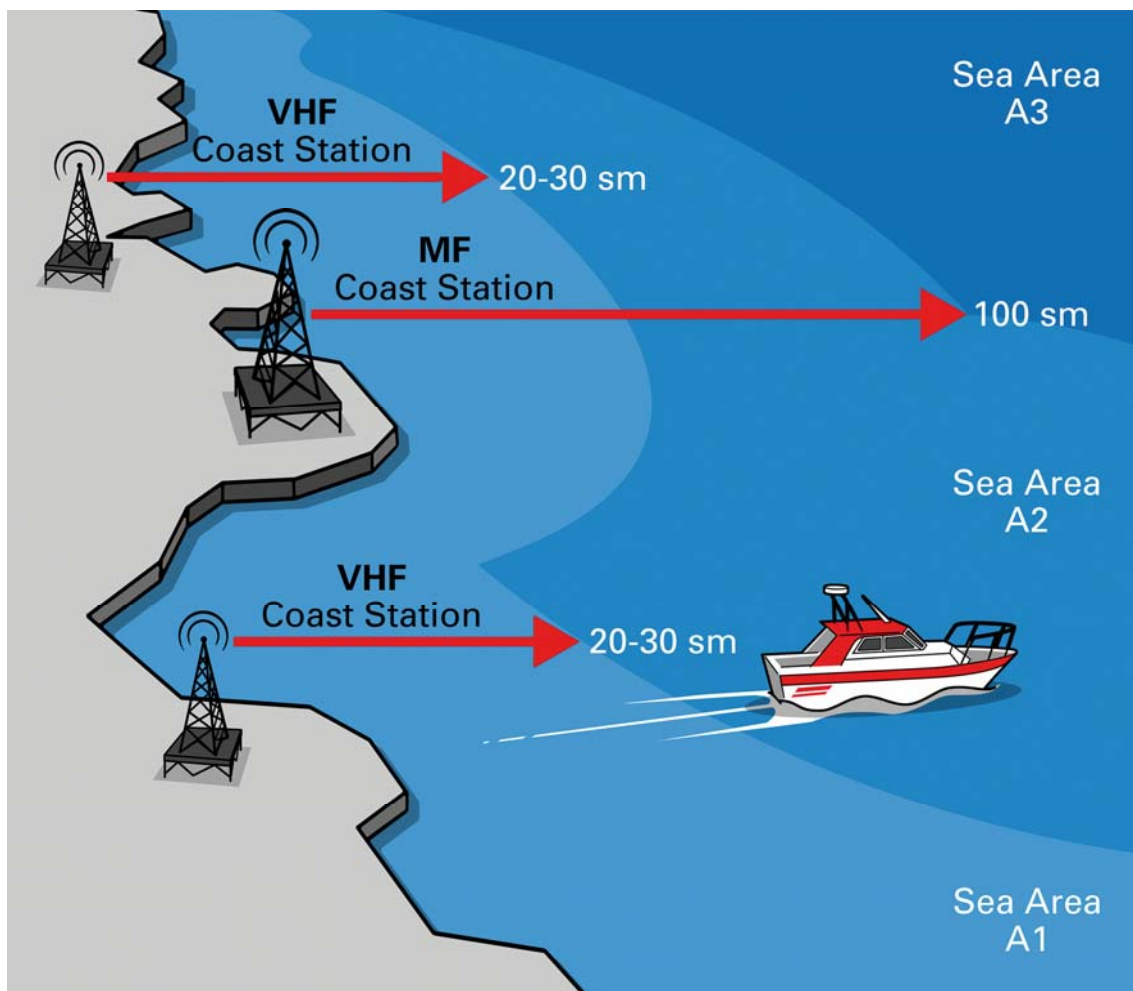 Sea Area
A3
VHF
Coast Station
20-30 sm
MF
Coast Station
100 sm
Sea Area
A2
VHF
Coast Station
20-30 sm
Sea Area
A1